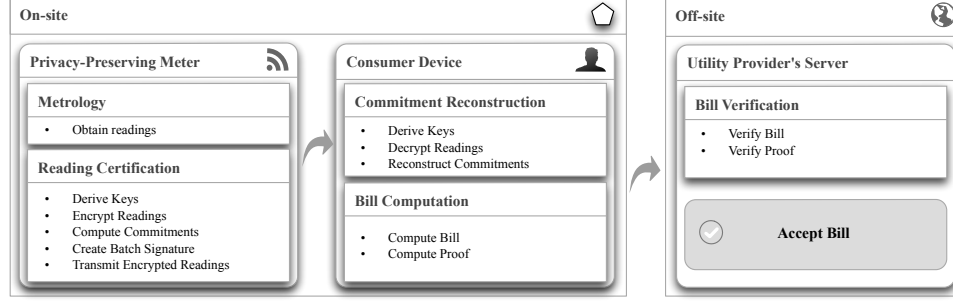 On-site
Privacy-Preserving Meter
Metrology
• Obtain readings
Reading Certification
• Derive Keys
• Encrypt Readings
• Compute Commitments
• Create Batch Signature
• Transmit Encrypted Readings
Consumer Device
Commitment Reconstruction
• Derive Keys
• Decrypt Readings
• Reconstruct Commitments
Bill Computation
• Compute Bill
• Compute Proof
Off-site
Utility Provider's Server
Bill Verification
• Verify Bill
• Verify Proof
Accept Bill